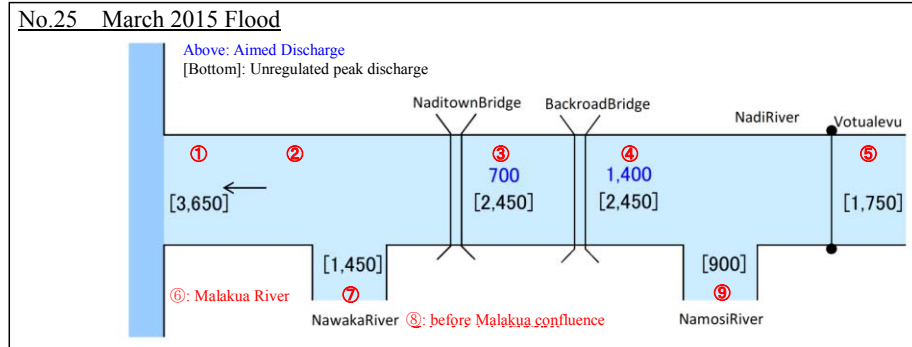 No.25 March 2015 Flood
Above: Aimed Discharge
[Bottom]: Unregulated peak discharge
NaditownBridge BackroadBridge
NadiRiver Votualevu
① ② ③ ④ ⑤
700 1,400
[3,650] [2,450] [2,450] [1,750]
[1,450] [900]
⑥: Malakua River ⑦ ⑨
NawakaRiver ⑧: before Malakua confluence NamosiRiver